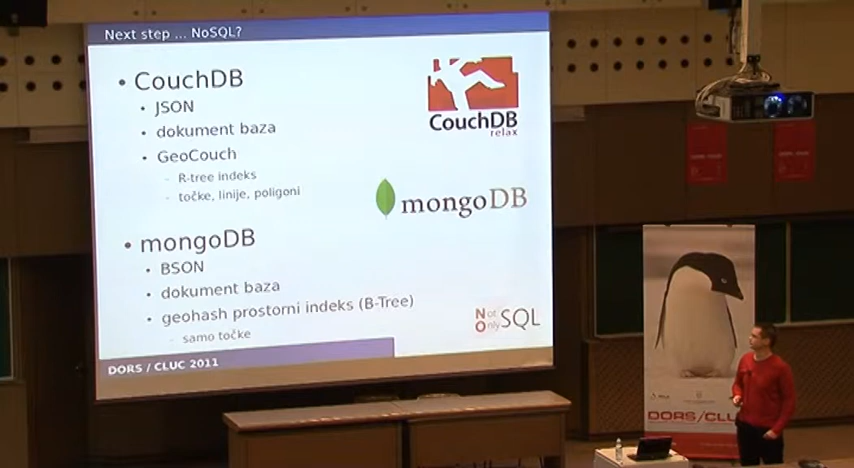 Next step ... NoSQL?
• CouchDB
• JSON
• dokument baza
• GeoCouch
- R-tree indeks
- točke, linije, poligoni
CouchDB
relax
mongoDB
• mongoDB
• BSON
• dokument baza
• geohash prostorni indeks (B-Tree)
- samo točke
Not
Only
SQL
DORS / CLUC 2011
DORS/CLU